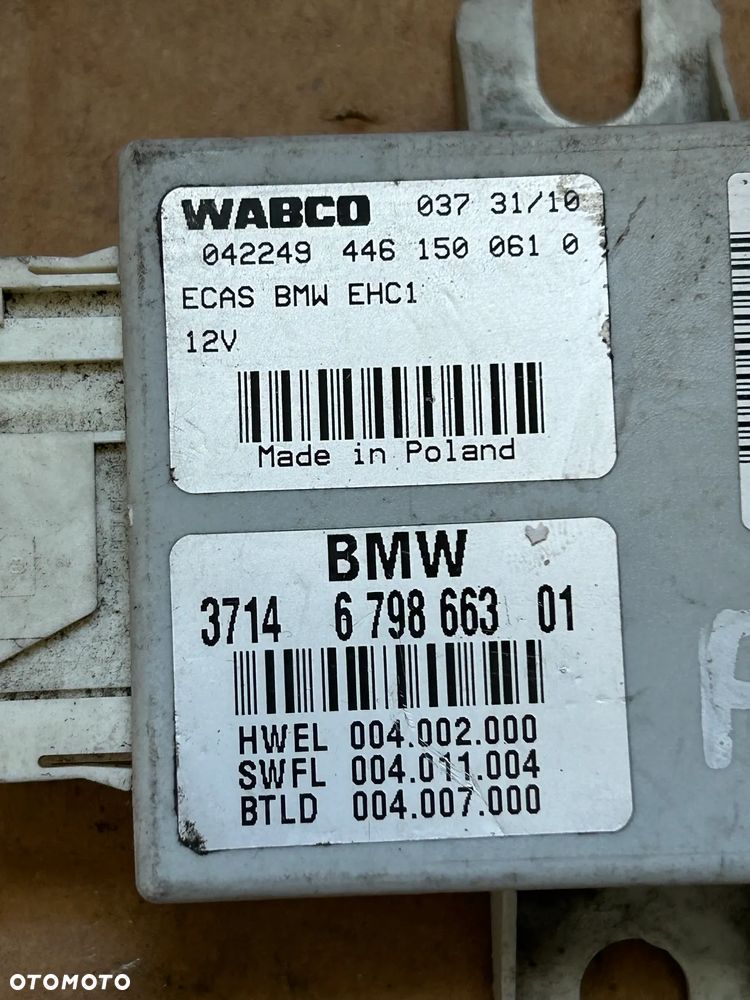 WABCO 037 31/10
042249 446 150 061 0
ECAS BMW EHC1
12V
Made in Poland
BMW
3714 6 798 663 01
HWEL 004.002.000
SWFL 004.011.004
BTLD 004.007.000
OTOMOTO